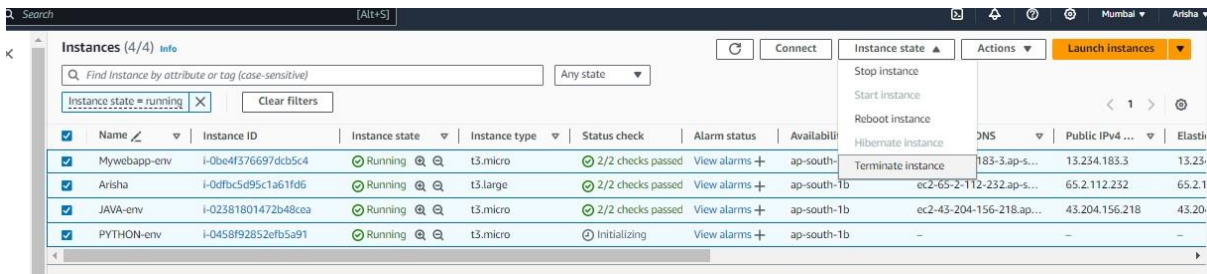 Search [Alt+S] Mumbai Arisha
Instances (4/4) Info Connect Instance state Actions Launch instances
Find Instance by attribute or tag (case-sensitive) Any state
Stop instance
Start instance
Instance state = running Clear filters 1
Reboot instance
Hibernate instance
Terminate instance
Name Instance ID Instance state Instance type Status check Alarm status Availabili DNS Public IPv4 ... Elasti
Mywebapp-env i-0be4f376697dcb5c4 Running t3.micro 2/2 checks passed View alarms + ap-south- 183-3.ap-s... 13.234.183.3 13.23
Arisha i-0dfbc5d95c1a61fd6 Running t3.large 2/2 checks passed View alarms + ap-south-1b ec2-65-2-112-232.ap-s... 65.2.112.232 65.2.1
JAVA-env i-02381801472b48cea Running t3.micro 2/2 checks passed View alarms + ap-south-1b ec2-43-204-156-218.ap... 43.204.156.218 43.20
PYTHON-env i-0458f92852efb5a91 Running t3.micro Initializing View alarms + ap-south-1b – – –